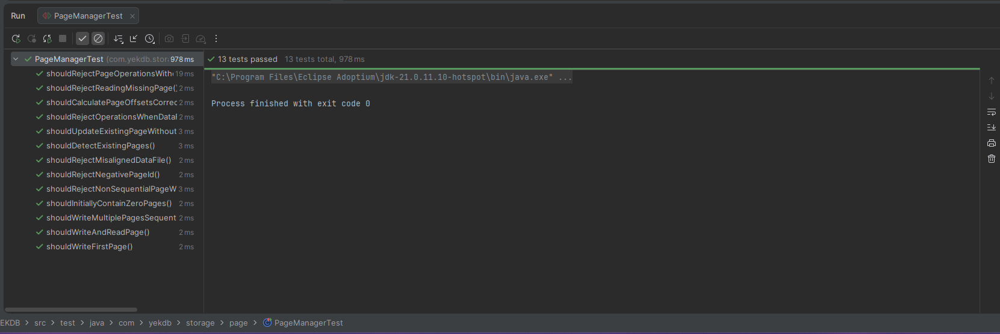 Run PageManagerTest
PageManagerTest (com.yekdb.stor 978 ms
shouldRejectPageOperationsWith 19 ms
shouldRejectReadingMissingPage() 2 ms
shouldCalculatePageOffsetsCorrec 2 ms
shouldRejectOperationsWhenData 2 ms
shouldUpdateExistingPageWithout 3 ms
shouldDetectExistingPages() 3 ms
shouldRejectMisalignedDataFile() 2 ms
shouldRejectNegativePageId() 2 ms
shouldRejectNonSequentialPageW 3 ms
shouldInitiallyContainZeroPages() 2 ms
shouldWriteMultiplePagesSequent 2 ms
shouldWriteAndReadPage() 2 ms
shouldWriteFirstPage() 2 ms
13 tests passed 13 tests total, 978 ms
"C:\Program Files\Eclipse Adoptium\jdk-21.0.11.10-hotspot\bin\java.exe" ...
Process finished with exit code 0
EKDB > src > test > java > com > yekdb > storage > page > PageManagerTest